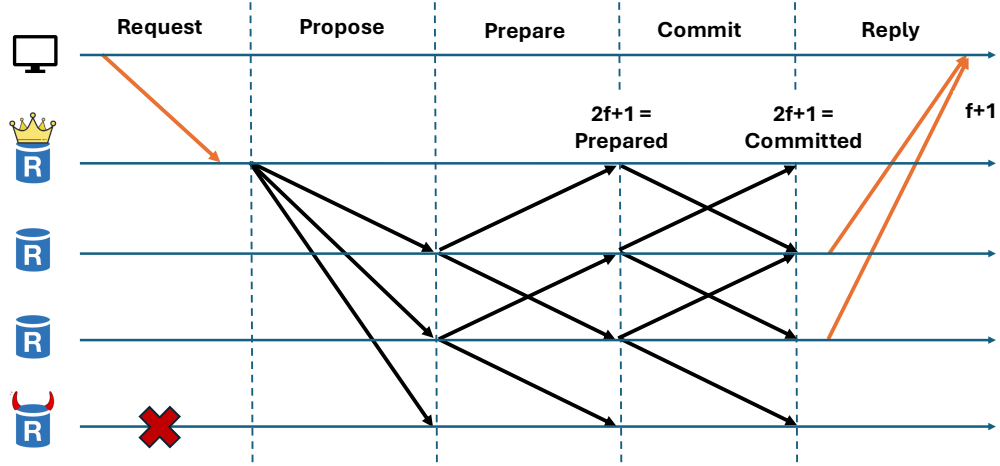 Request
Propose
Prepare
Commit
Reply
2f+1 =
Prepared
2f+1 =
Committed
f+1
R
R
R
R